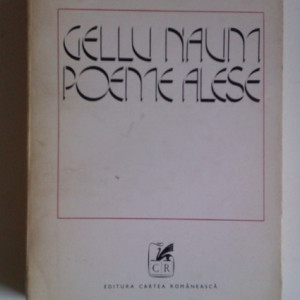 GELLU NAUM
POEME ALESE
CR
EDITURA CARTEA ROMÂNEASCĂ